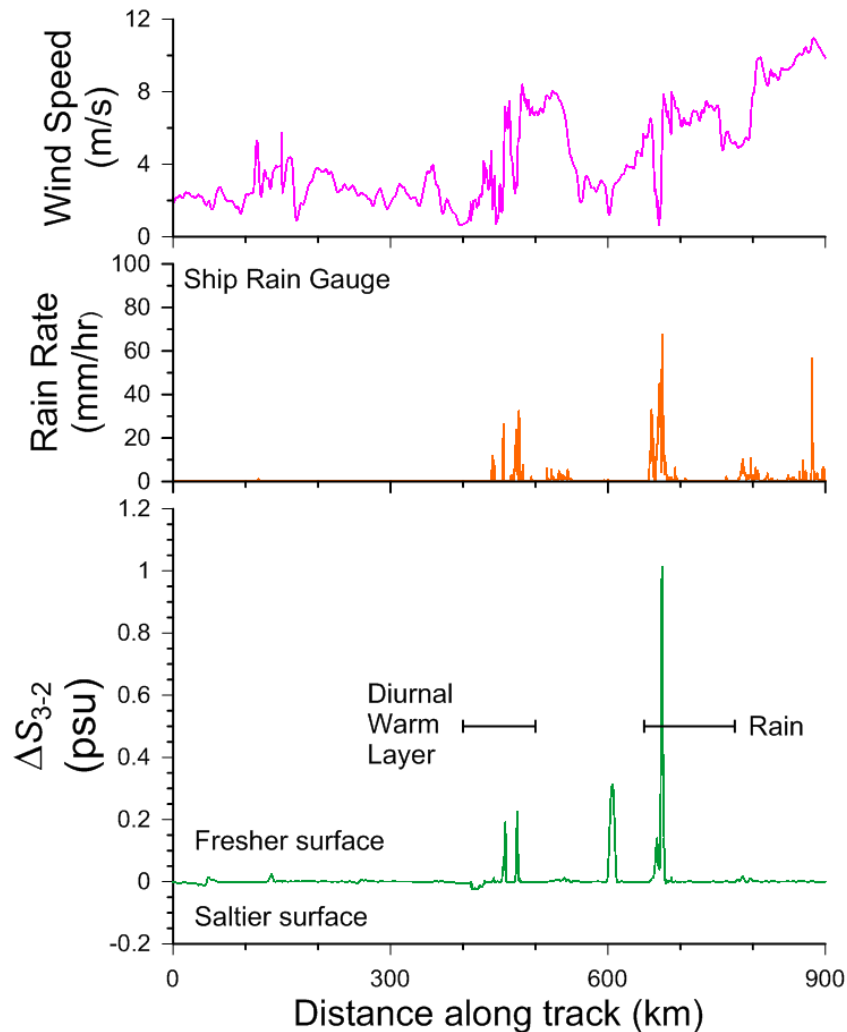 12
8
4
0
Wind Speed
(m/s)
100
80
60
40
20
0
Rain Rate
(mm/hr)
Ship Rain Gauge
1.2
1
0.8
0.6
0.4
0.2
0
-0.2
ΔS3-2
(psu)
Diurnal
Warm
Layer
Rain
Fresher surface
Saltier surface
0 300 600 900
Distance along track (km)